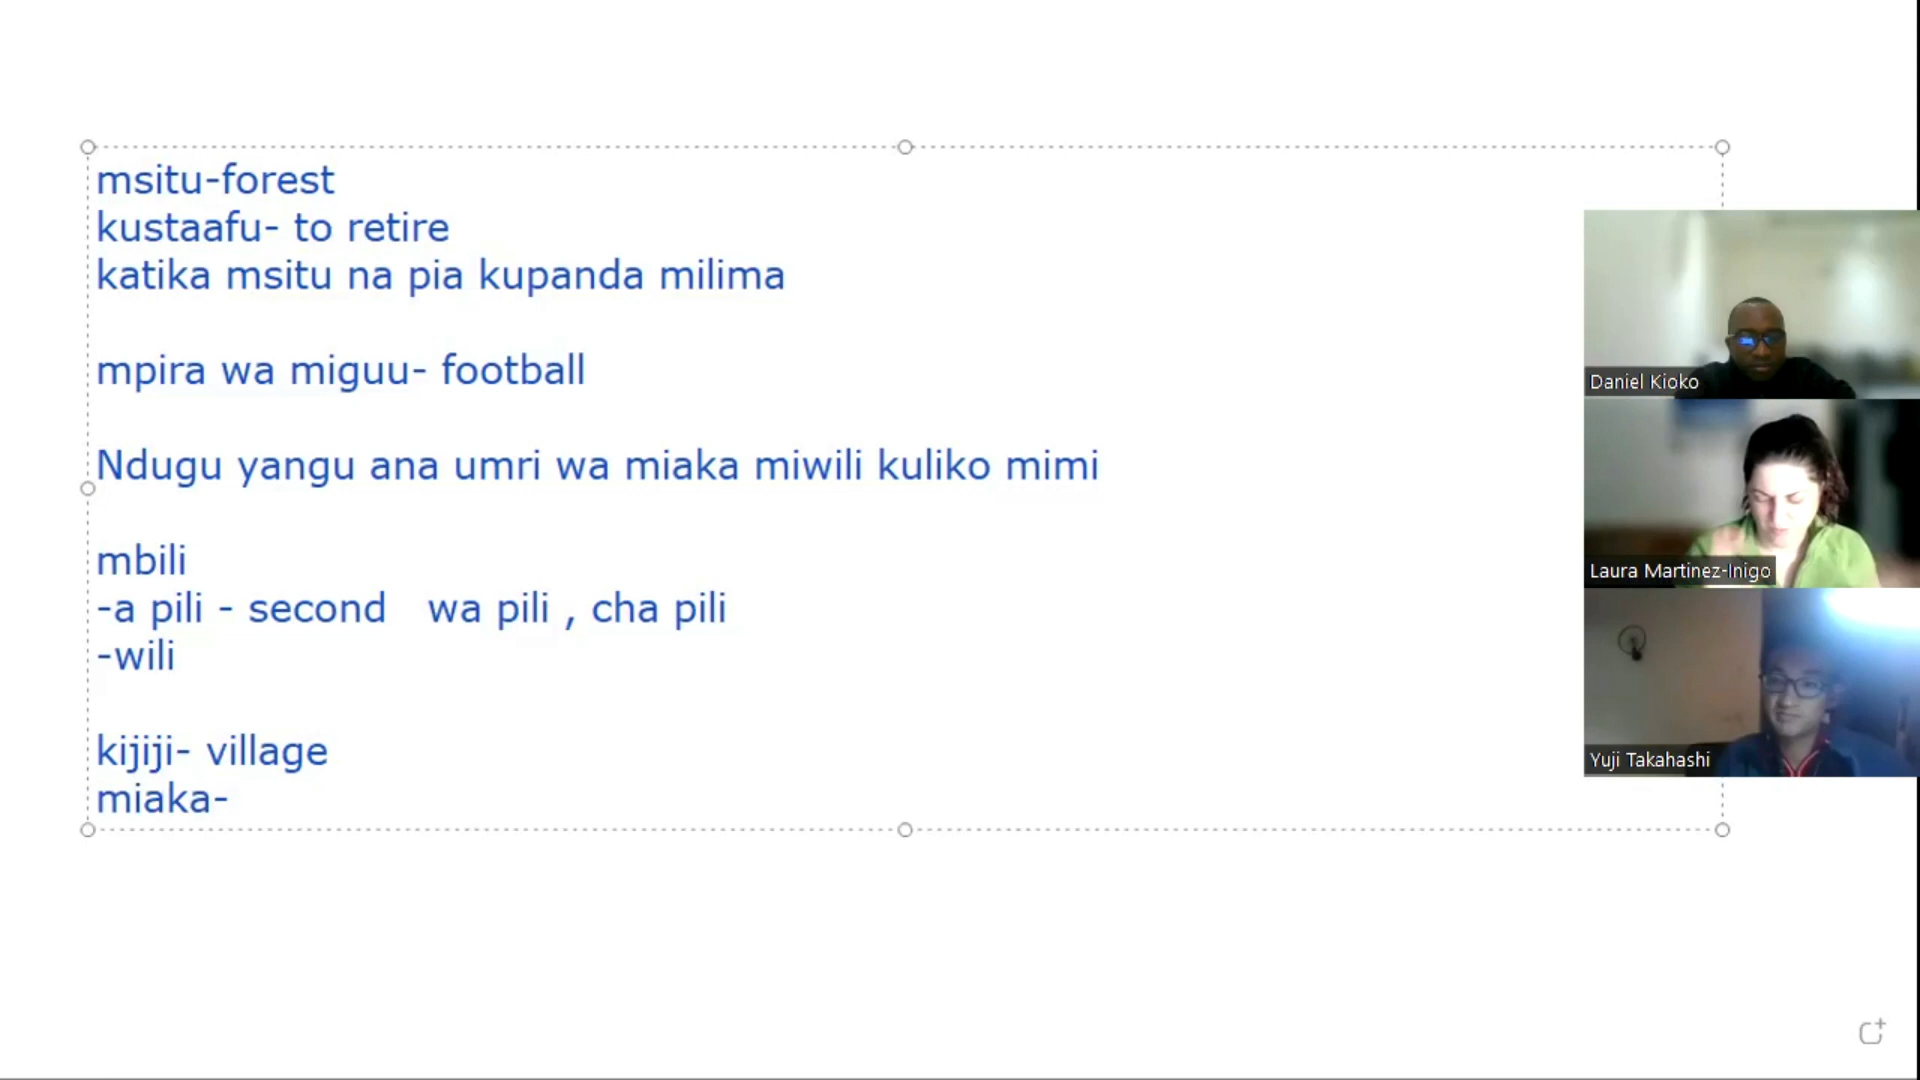 msitu-forest
kustaafu- to retire
katika msitu na pia kupanda milima
mpira wa miguu- football
Ndugu yangu ana umri wa miaka miwili kuliko mimi
mbili
-a pili - second wa pili , cha pili
-wili
kijiji- village
miaka-
Daniel Kioko
Laura Martinez-Inigo
Yuji Takahashi